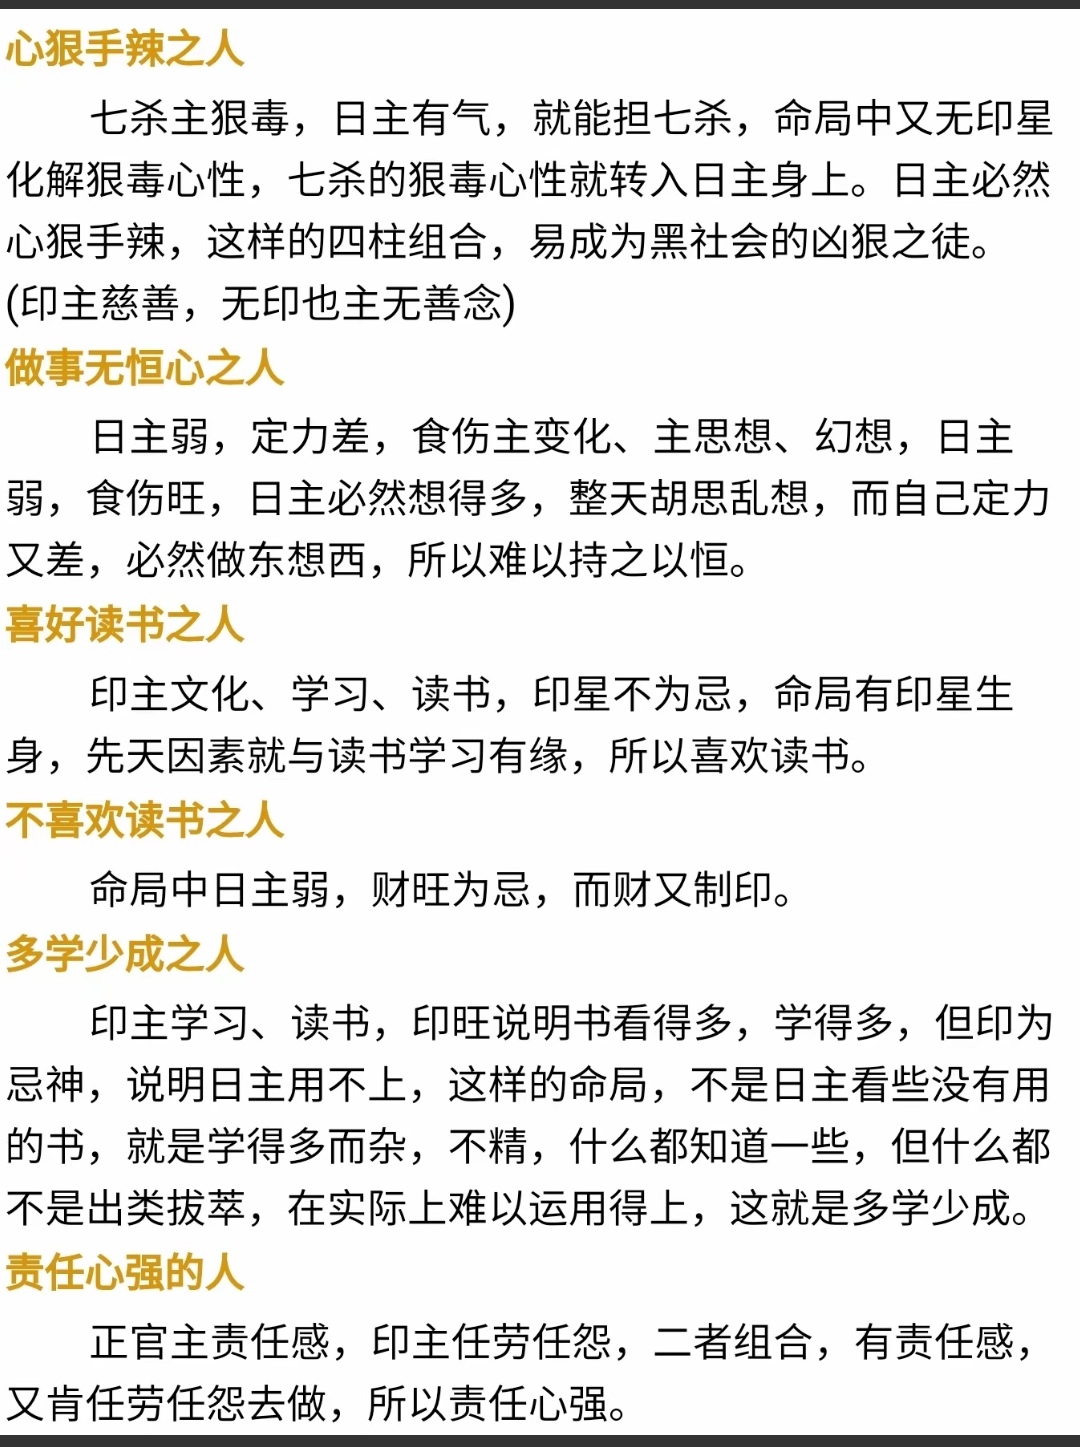 心狠手辣之人
七杀主狠毒，日主有气，就能担七杀，命局中又无印星
化解狠毒心性，七杀的狠毒心性就转入日主身上。日主必然
心狠手辣，这样的四柱组合，易成为黑社会的凶狠之徒。
(印主慈善，无印也主无善念)
做事无恒心之人
日主弱，定力差，食伤主变化、主思想、幻想，日主
弱，食伤旺，日主必然想得多，整天胡思乱想，而自己定力
又差，必然做东想西，所以难以持之以恒。
喜好读书之人
印主文化、学习、读书，印星不为忌，命局有印星生
身，先天因素就与读书学习有缘，所以喜欢读书。
不喜欢读书之人
命局中日主弱，财旺为忌，而财又制印。
多学少成之人
印主学习、读书，印旺说明书看得多，学得多，但印为
忌神，说明日主用不上，这样的命局，不是日主看些没有用
的书，就是学得多而杂，不精，什么都知道一些，但什么都
不是出类拔萃，在实际上难以运用得上，这就是多学少成。
责任心强的人
正官主责任感，印主任劳任怨，二者组合，有责任感，
又肯任劳任怨去做，所以责任心强。